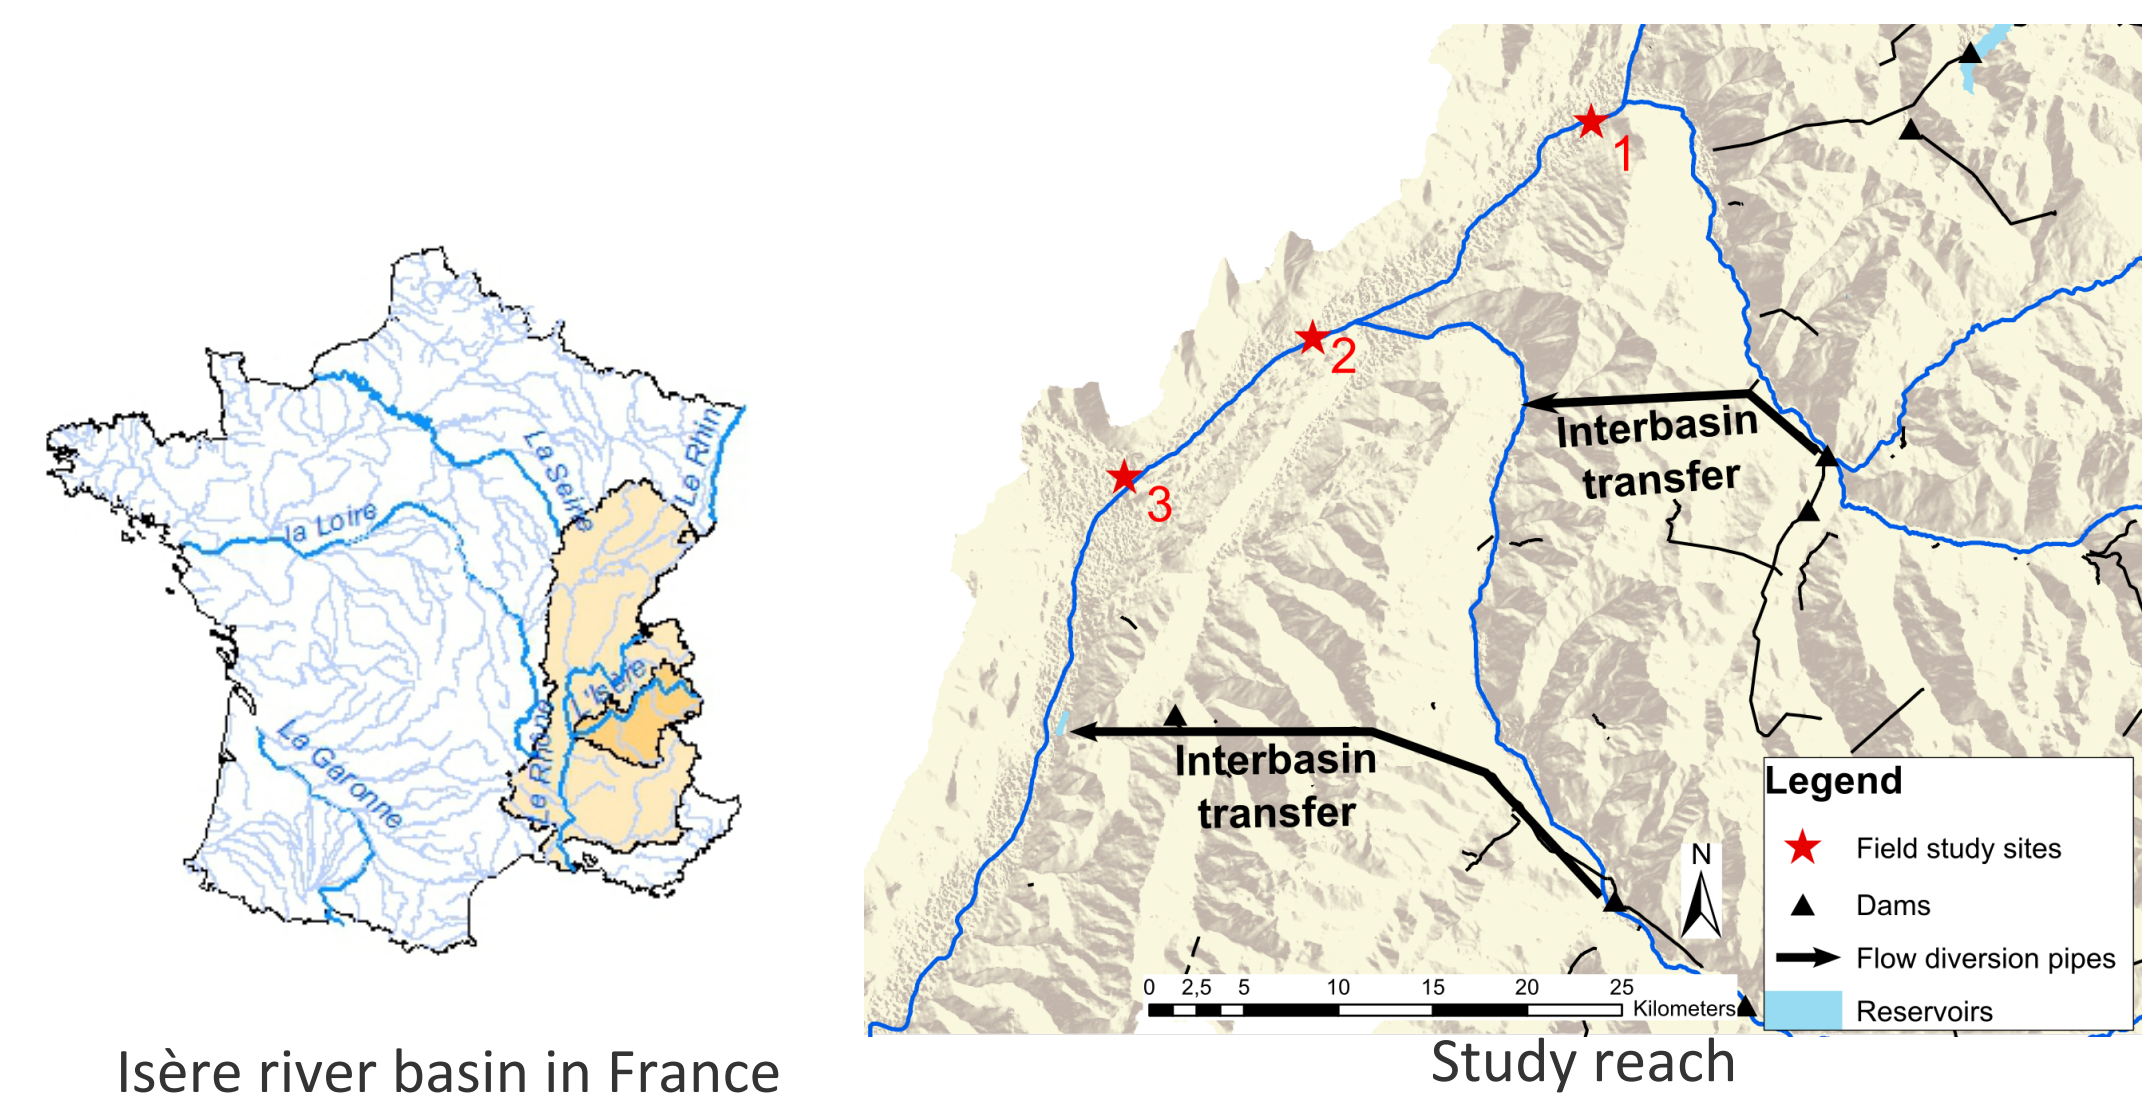 La Seine
Le Rhin
la Loire
L'Isère
Le Rhône
La Garonne
Isère river basin in France
1
2
3
Interbasin
transfer
Interbasin
transfer
N
0 2,5 5 10 15 20 25
Kilometers
Legend
Field study sites
Dams
Flow diversion pipes
Reservoirs
Study reach